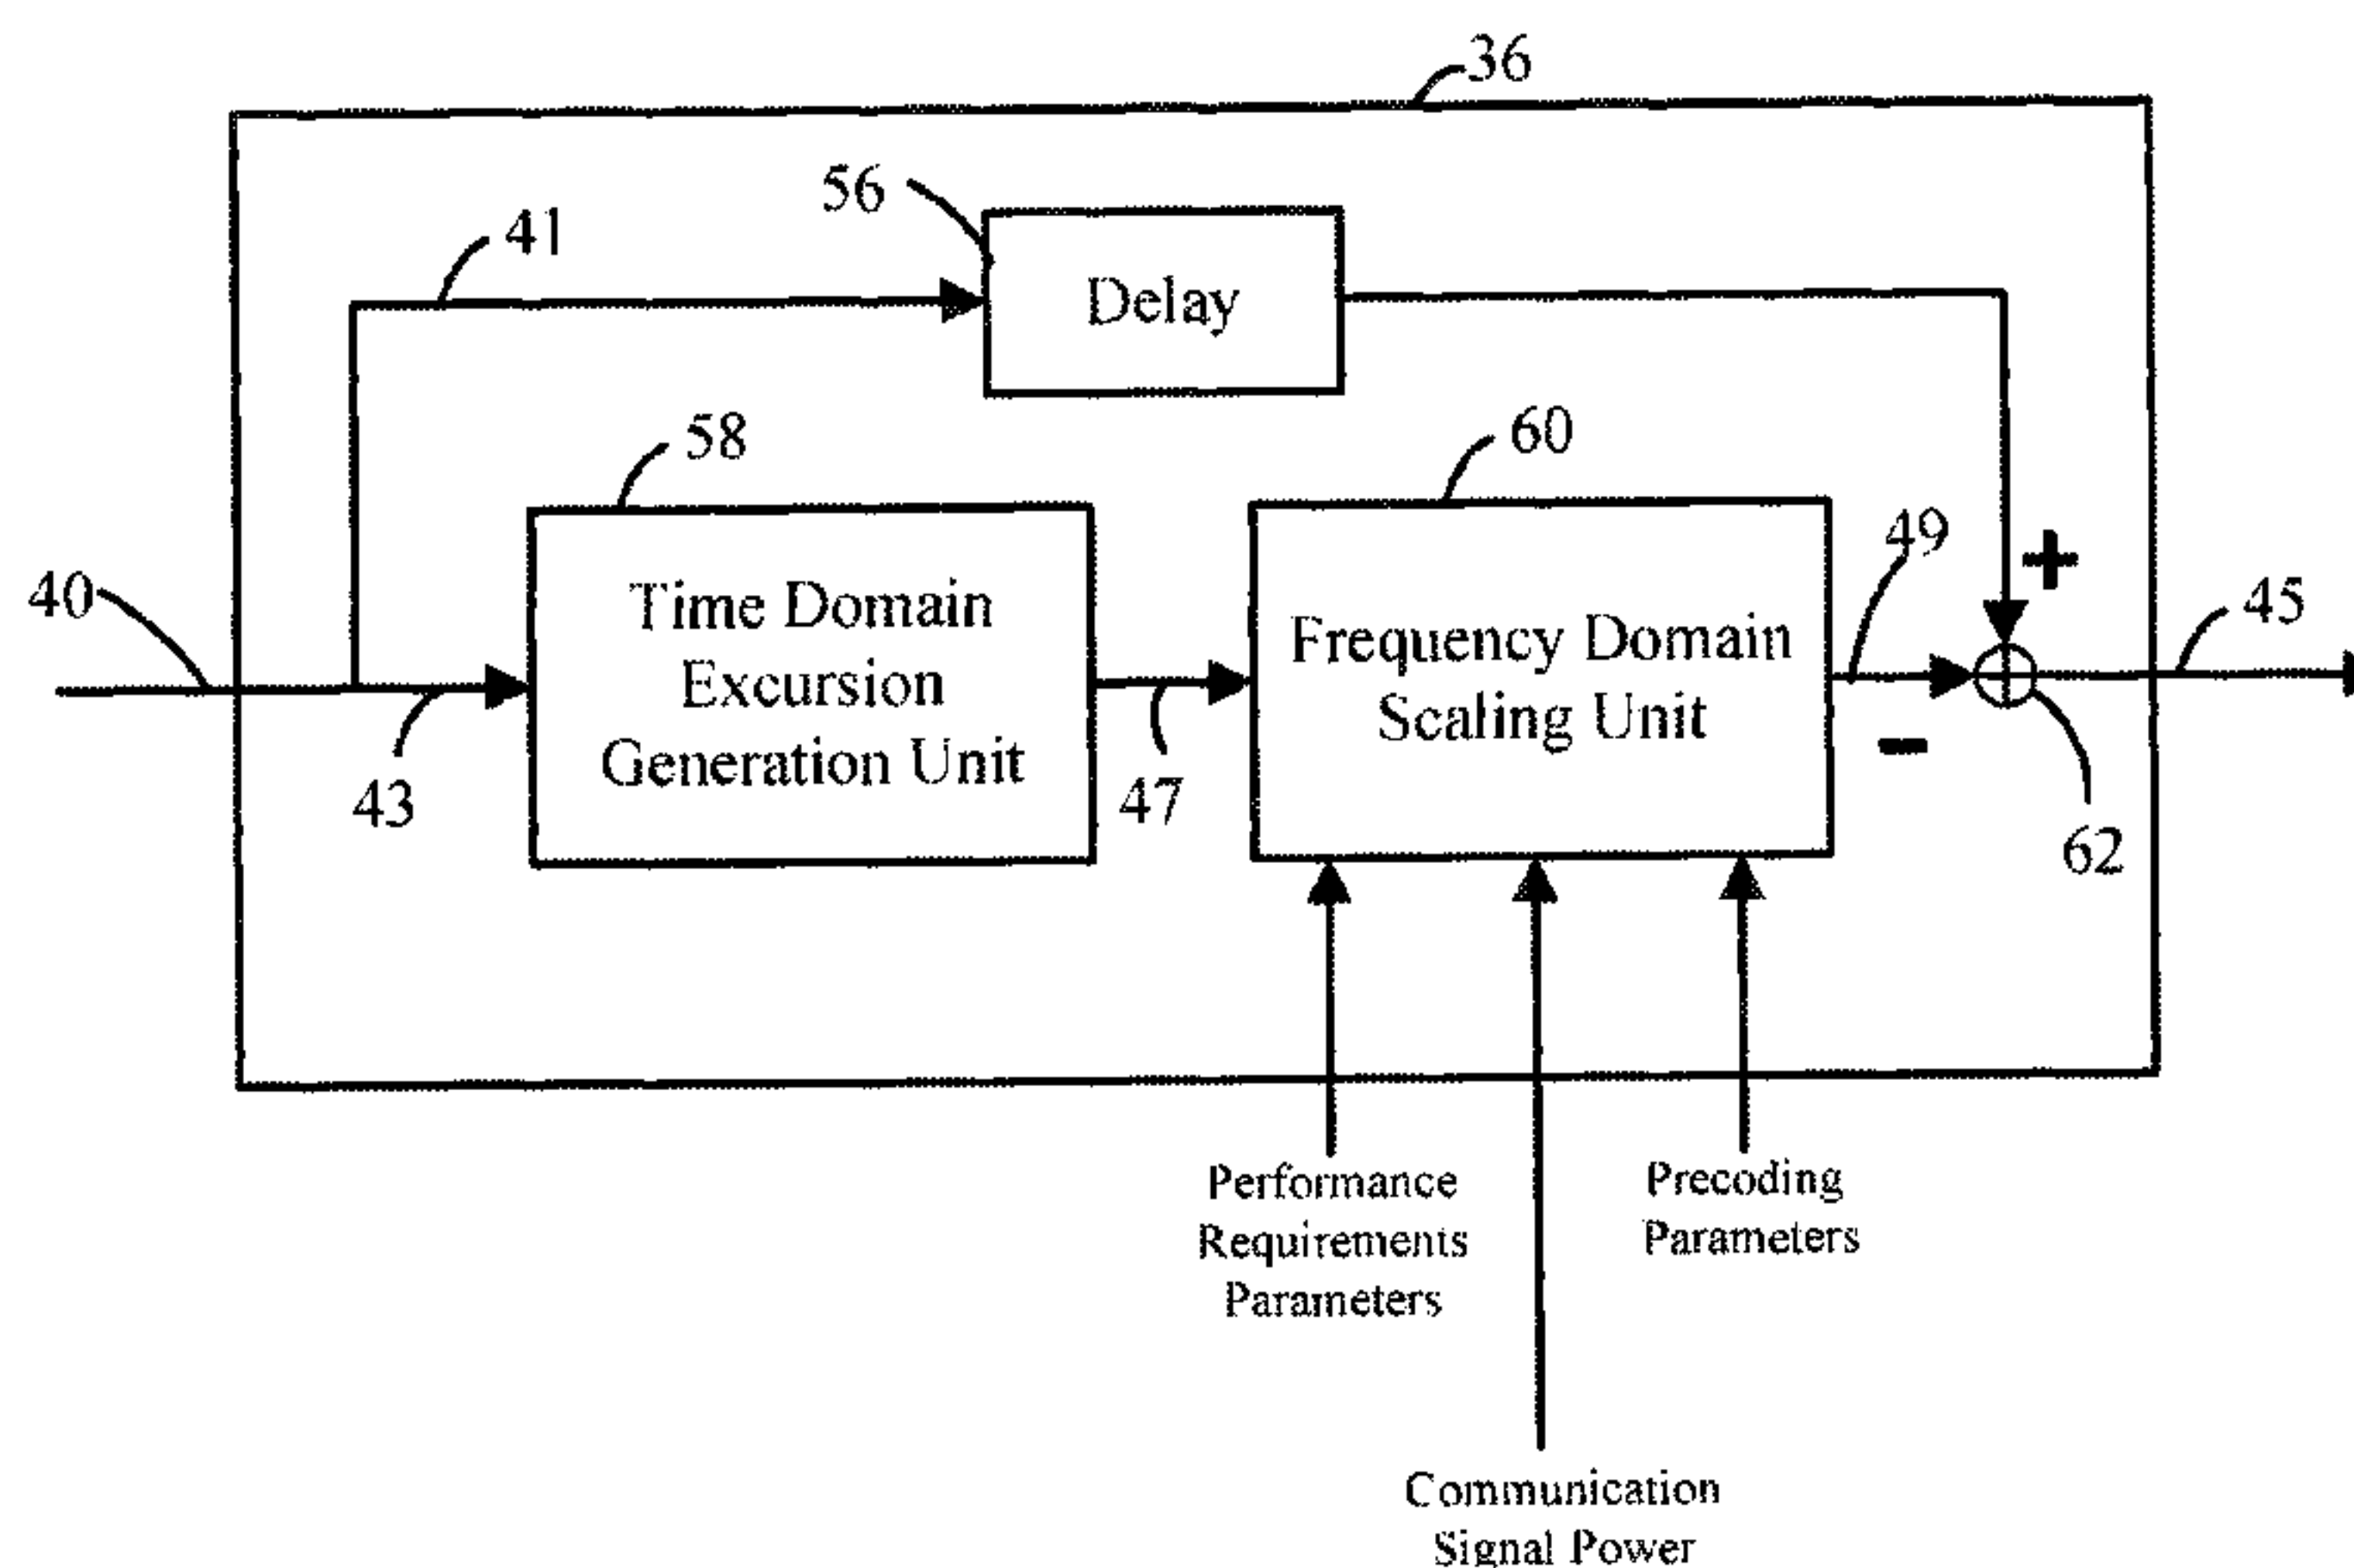 36
56
41
Delay
58
60
49
+
40
45
Time Domain
Excursion
Generation Unit
Frequency Domain
Scaling Unit
43
47
-
62
Performance
Requirements
Parameters
Precoding
Parameters
Communication
Signal Power